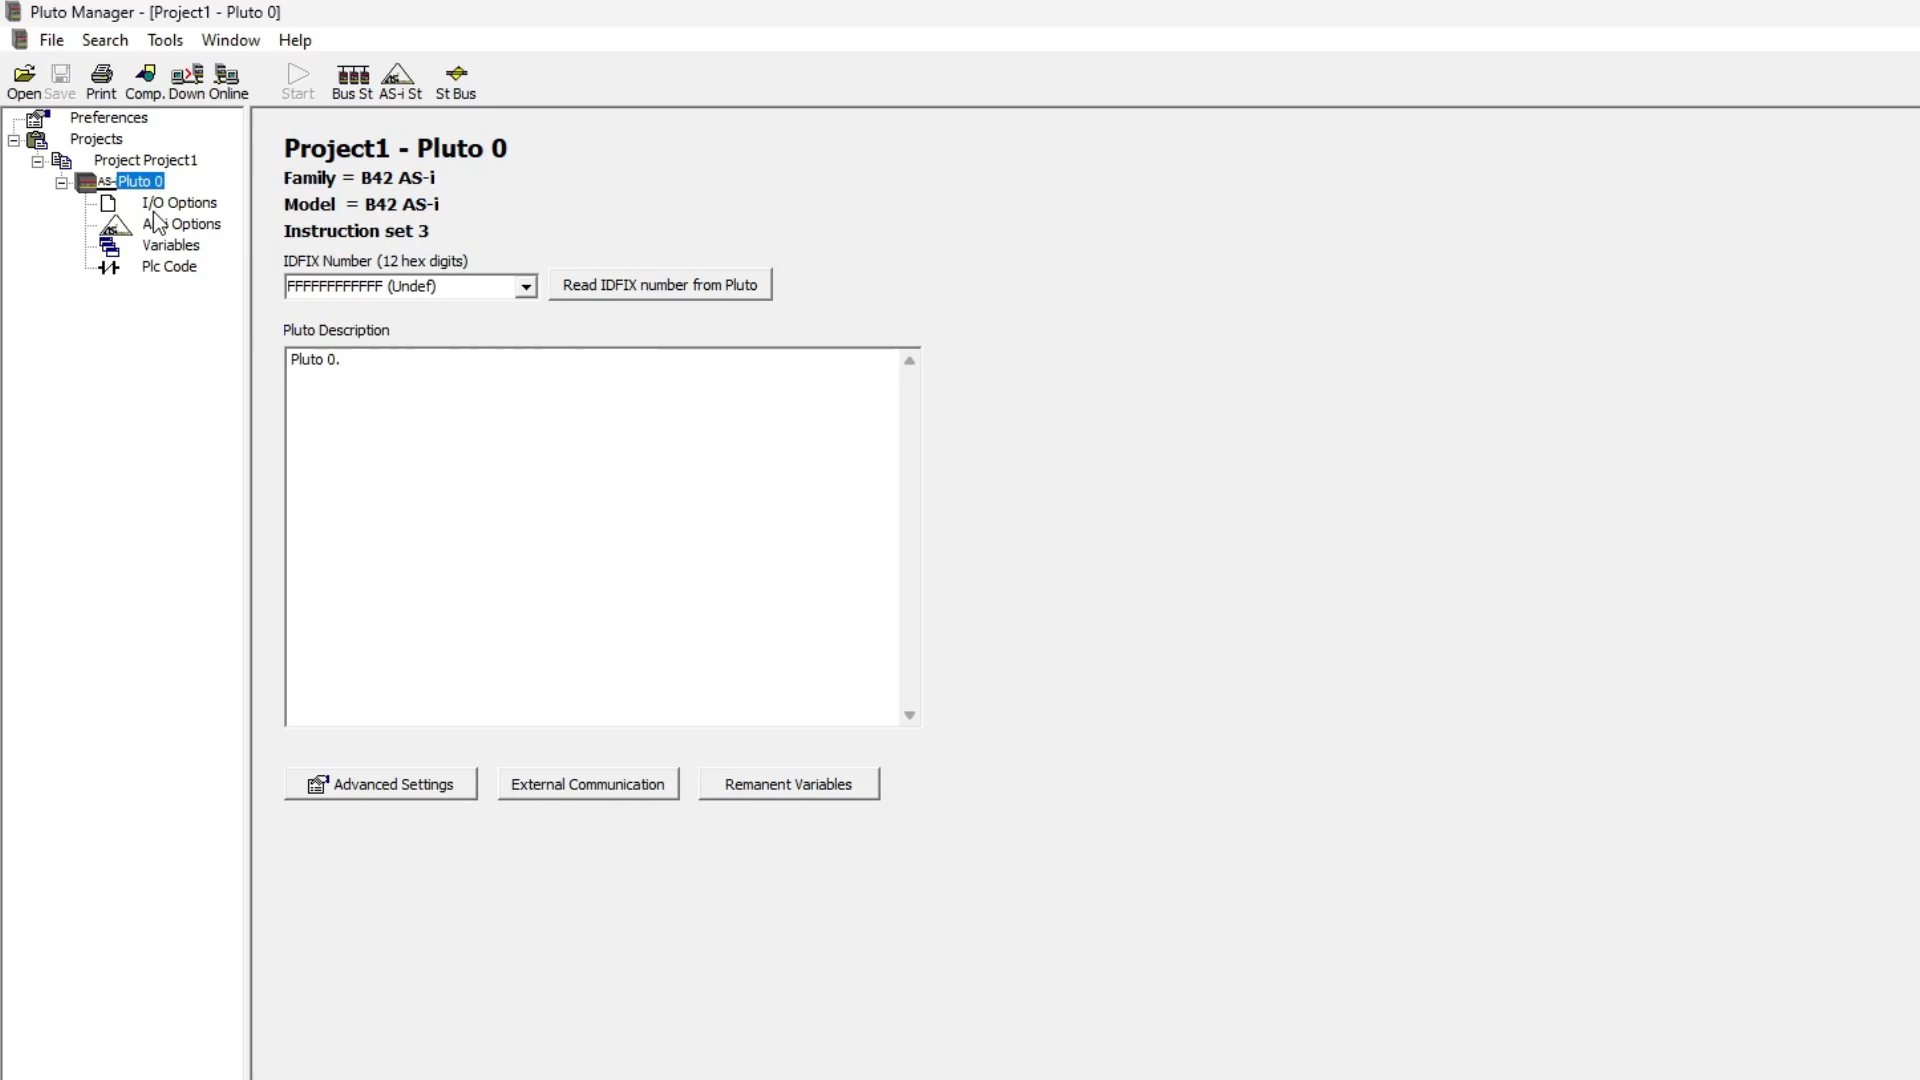 Pluto Manager - [Project1 - Pluto 0]
File Search Tools Window Help
Open Save Print Comp. Down Online Start Bus St AS-i St St Bus
Preferences
Projects
Project Project1
AS- Pluto 0
I/O Options
Options
Variables
Plc Code
Project1 - Pluto 0
Family = B42 AS-i
Model = B42 AS-i
Instruction set 3
IDFIX Number (12 hex digits)
FFFFFFFFFFFF (Undef) Read IDFIX number from Pluto
Pluto Description
Pluto 0.
Advanced Settings External Communication Remanent Variables